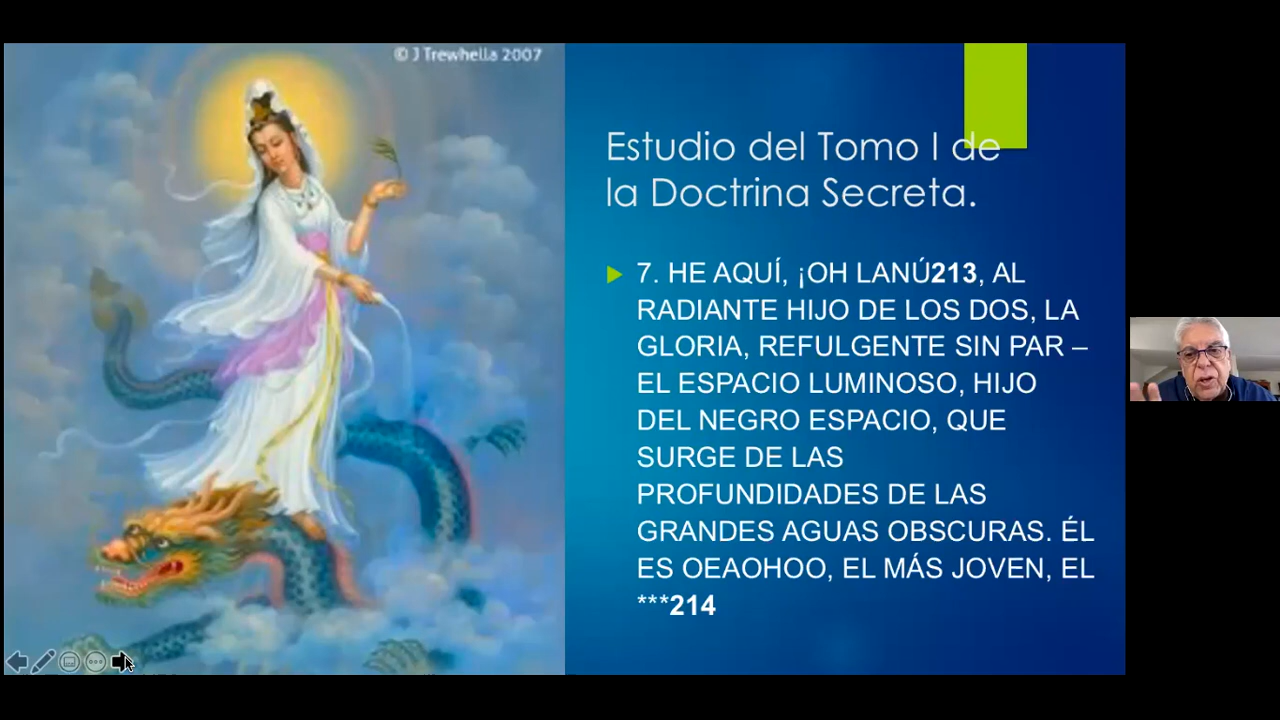 © J Trewhella 2007
Estudio del Tomo I de
la Doctrina Secreta.
7. HE AQUÍ, ¡OH LANÚ213, AL
RADIANTE HIJO DE LOS DOS, LA
GLORIA, REFULGENTE SIN PAR –
EL ESPACIO LUMINOSO, HIJO
DEL NEGRO ESPACIO, QUE
SURGE DE LAS
PROFUNDIDADES DE LAS
GRANDES AGUAS OBSCURAS. ÉL
ES OEAOHOO, EL MÁS JOVEN, EL
***214